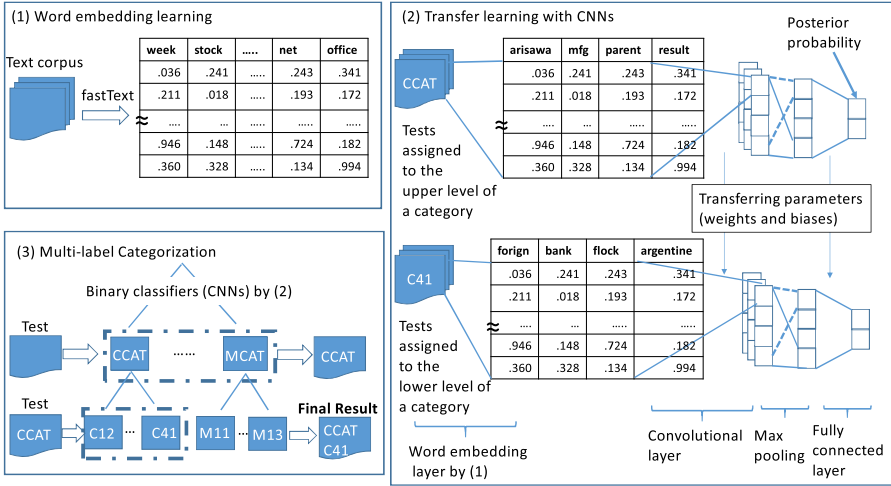 (1) Word embedding learning
Text corpus
fastText
week stock ..... net office
.036 .241 ..... .243 .341
.211 .018 ..... .193 .172
≈ .... ... ..... .....
.946 .148 ..... .724 .182
.360 .328 ..... .134 .994
(2) Transfer learning with CNNs
Posterior
probability
CCAT
arisawa mfg parent result
.036 .241 .243 .341
.211 .018 .193 .172
≈ .... ... ..... .....
.946 .148 .724 .182
.360 .328 .134 .994
Tests
assigned
to the
upper level of
a category
Transferring parameters
(weights and biases)
C41
forign bank flock argentine
.036 .241 .243 .341
.211 .018 .193 .172
≈ .... ... ..... .....
.946 .148 .724 .182
.360 .328 .134 .994
Tests
assigned
to the
lower level of
a category
Word embedding
layer by (1)
Convolutional
layer
Max
pooling
Fully
connected
layer
(3) Multi-label Categorization
Binary classifiers (CNNs) by (2)
Test
CCAT ...... MCAT CCAT
Test
CCAT C12 ... C41 M11 ... M13
Final Result
CCAT
C41